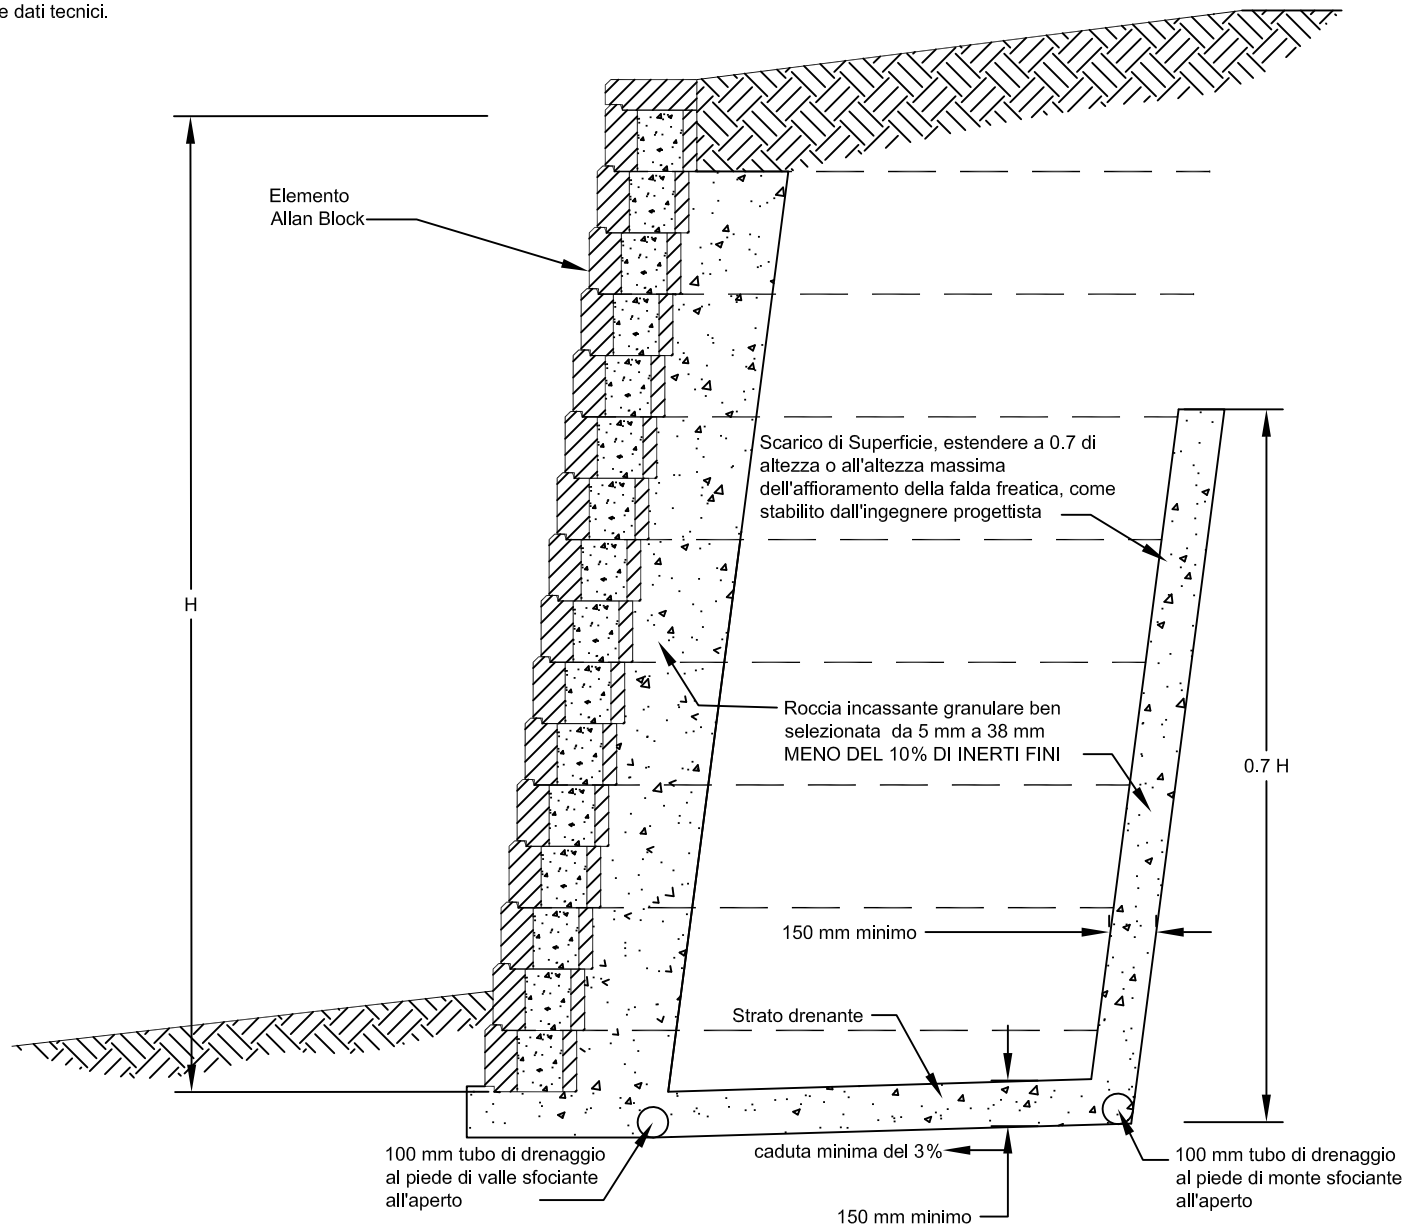 e dati tecnici.
Elemento
Allan Block
Scarico di Superficie, estendere a 0.7 di
altezza o all'altezza massima
dell'affioramento della falda freatica, come
stabilito dall'ingegnere progettista
H
Roccia incassante granulare ben
selezionata da 5 mm a 38 mm
MENO DEL 10% DI INERTI FINI
0.7 H
150 mm minimo
Strato drenante
100 mm tubo di drenaggio
al piede di valle sfociante
all'aperto
caduta minima del 3%
100 mm tubo di drenaggio
al piede di monte sfociante
all'aperto
150 mm minimo